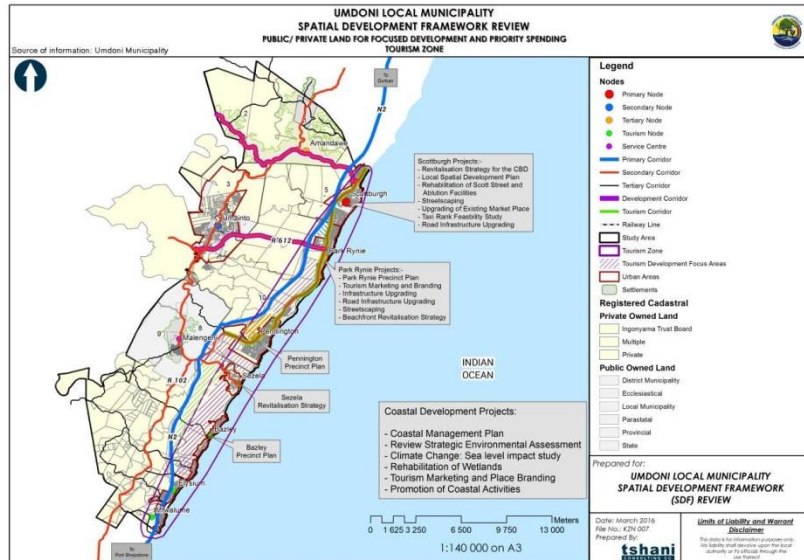 UMDONI LOCAL MUNICIPALITY
SPATIAL DEVELOPMENT FRAMEWORK REVIEW
PUBLIC/ PRIVATE LAND FOR FOCUSED DEVELOPMENT AND PRIORITY SPENDING
TOURISM ZONE
Source of information: Umdoni Municipality
To
Durban
N2
2
Amandawe
Scottburgh Projects:-
- Revitalisation Strategy for the CBD
- Local Spatial Development Plan
- Rehabilitation of Scott Street and
Ablution Facilities
- Streetscaping
- Upgrading of Existing Market Place
- Taxi Rank Feasibility Study
- Road Infrastructure Upgrading
3
5
Scottburgh
Umzinto
R 612
Park Rynie
Park Rynie Projects:-
- Park Rynie Precinct Plan
- Tourism Marketing and Branding
- Infrastructure Upgrading
- Road Infrastructure Upgrading
- Streetscaping
- Beachfront Revitalisation Strategy
10
Pennington
8
9
Malengeni
Pennington
Precinct Plan
INDIAN
OCEAN
R 102
Sezela
Sezela
Revitalisation Strategy
N2
Bazley
Bazley
Precinct Plan
Elysium
Mtwalume
To
Port Shepstone
Coastal Development Projects:
- Coastal Management Plan
- Review Strategic Environmental Assessment
- Climate Change: Sea level impact study
- Rehabilitation of Wetlands
- Tourism Marketing and Place Branding
- Promotion of Coastal Activities
Meters
0 1 625 3 250 6 500 9 750 13 000
1:140 000 on A3
Legend
Nodes
Primary Node
Secondary Node
Tertiary Node
Tourism Node
Service Centre
Primary Corridor
Secondary Corridor
Tertiary Corridor
Development Corridor
Tourism Corridor
Railway Line
Study Area
Tourism Zone
Tourism Development Focus Areas
Urban Areas
Settlements
Registered Cadastral
Private Owned Land
Ingonyama Trust Board
Multiple
Private
Public Owned Land
District Municipality
Ecclesiastical
Local Municipality
Parastatal
Provincial
State
Prepared for:
UMDONI LOCAL MUNICIPALITY
SPATIAL DEVELOPMENT FRAMEWORK
(SDF) REVIEW
Date: March 2016
File No.: KZN 007
Prepared By:
tshani
CONSULTING CC
Limits of Liability and Warrant
Disclaimer